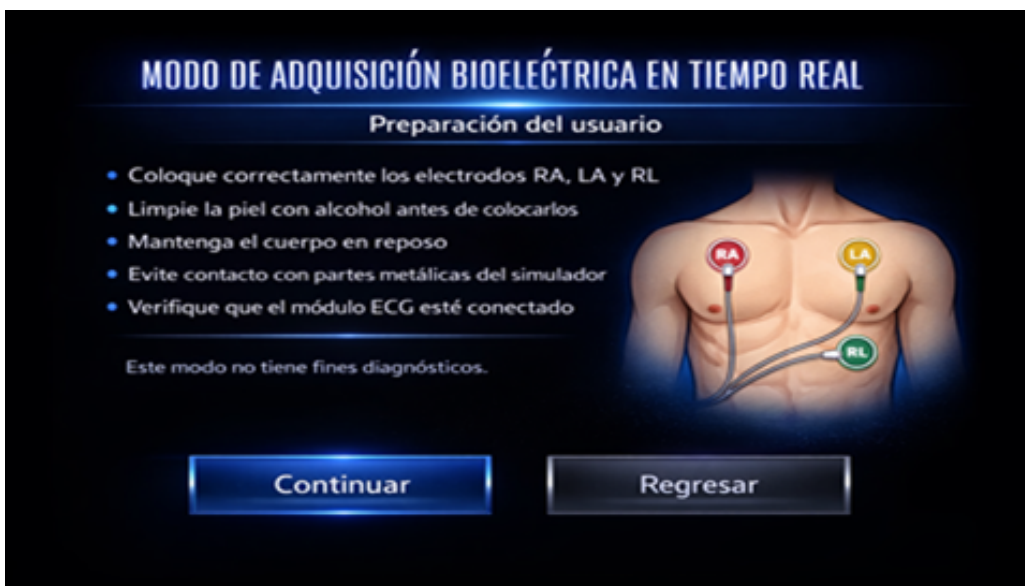 MODO DE ADQUISICIÓN BIOELÉCTRICA EN TIEMPO REAL
Preparación del usuario
• Coloque correctamente los electrodos RA, LA y RL
• Limpie la piel con alcohol antes de colocarlos
• Mantenga el cuerpo en reposo
• Evite contacto con partes metálicas del simulador
• Verifique que el módulo ECG esté conectado
Este modo no tiene fines diagnósticos.
RA
LA
RL
Continuar
Regresar